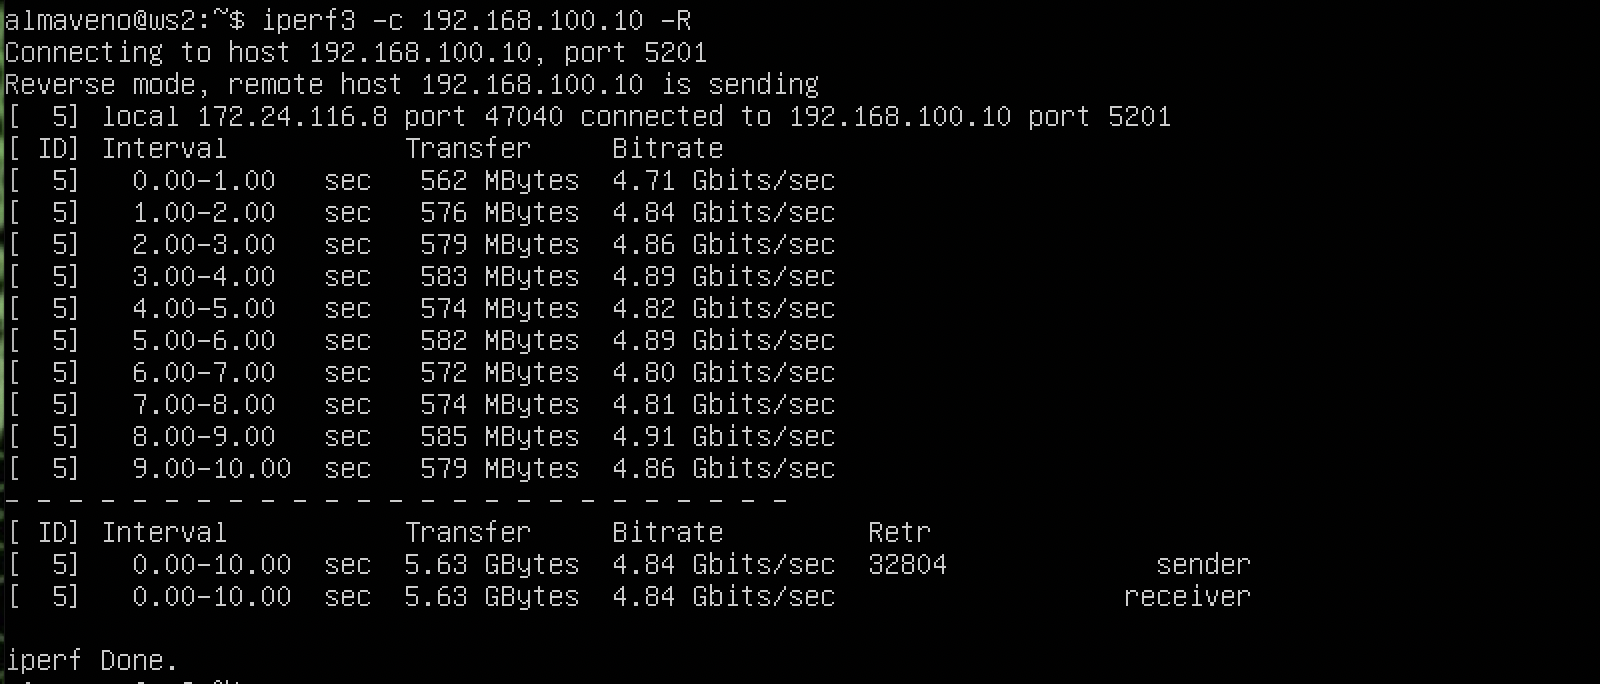 almaveno@ws2:~$ iperf3 -c 192.168.100.10 -R
Connecting to host 192.168.100.10, port 5201
Reverse mode, remote host 192.168.100.10 is sending
[  5] local 172.24.116.8 port 47040 connected to 192.168.100.10 port 5201
[ ID] Interval           Transfer     Bitrate
[  5]   0.00-1.00   sec   562 MBytes  4.71 Gbits/sec
[  5]   1.00-2.00   sec   576 MBytes  4.84 Gbits/sec
[  5]   2.00-3.00   sec   579 MBytes  4.86 Gbits/sec
[  5]   3.00-4.00   sec   583 MBytes  4.89 Gbits/sec
[  5]   4.00-5.00   sec   574 MBytes  4.82 Gbits/sec
[  5]   5.00-6.00   sec   582 MBytes  4.89 Gbits/sec
[  5]   6.00-7.00   sec   572 MBytes  4.80 Gbits/sec
[  5]   7.00-8.00   sec   574 MBytes  4.81 Gbits/sec
[  5]   8.00-9.00   sec   585 MBytes  4.91 Gbits/sec
[  5]   9.00-10.00  sec   579 MBytes  4.86 Gbits/sec
- - - - - - - - - - - - - - - - - - - - - - - - -
[ ID] Interval           Transfer     Bitrate         Retr
[  5]   0.00-10.00  sec  5.63 GBytes  4.84 Gbits/sec  32804             sender
[  5]   0.00-10.00  sec  5.63 GBytes  4.84 Gbits/sec                  receiver
iperf Done.